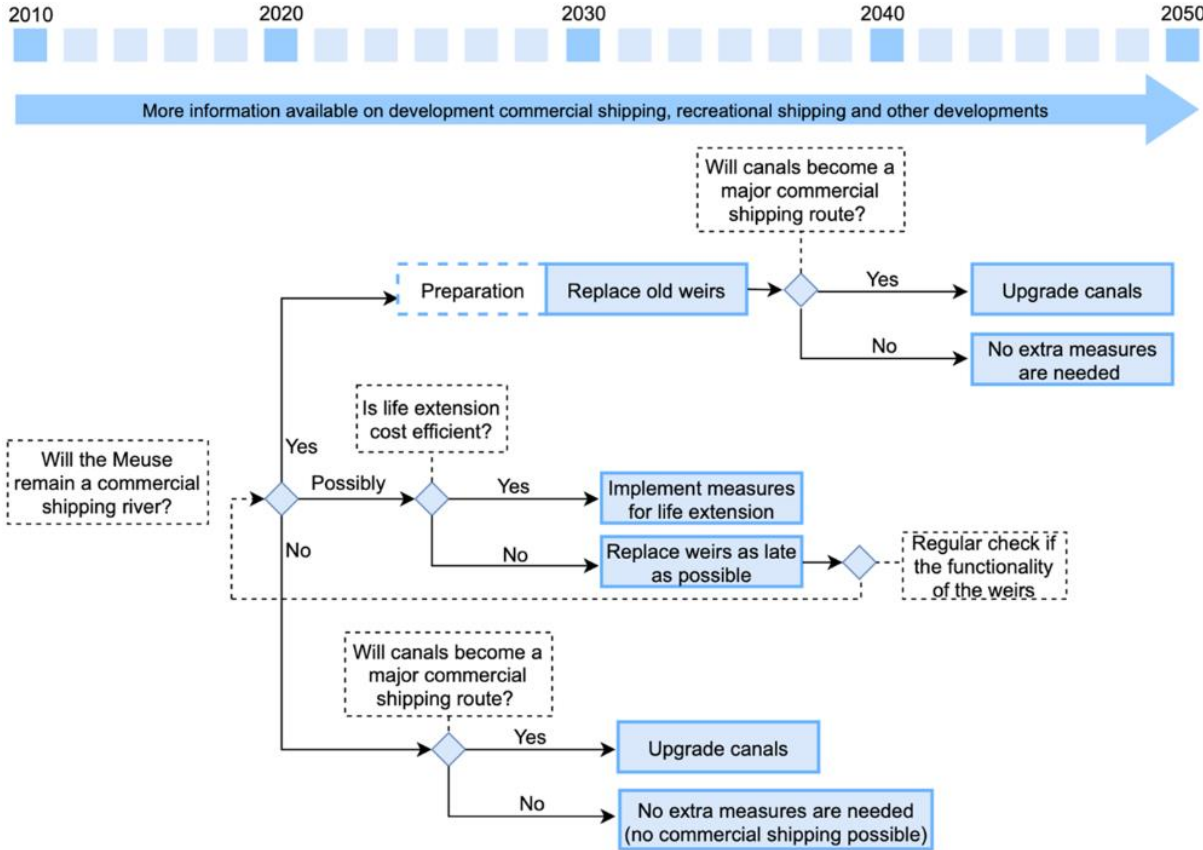 2010 2020 2030 2040 2050
More information available on development commercial shipping, recreational shipping and other developments
Will canals become a
major commercial
shipping route?
Preparation
Replace old weirs
Yes
Upgrade canals
No
No extra measures
are needed
Is life extension
cost efficient?
Will the Meuse
remain a commercial
shipping river?
Yes
Possibly
No
Yes
Implement measures
for life extension
No
Replace weirs as late
as possible
Regular check if
the functionality
of the weirs
Will canals become a
major commercial
shipping route?
Yes
Upgrade canals
No
No extra measures are needed
(no commercial shipping possible)